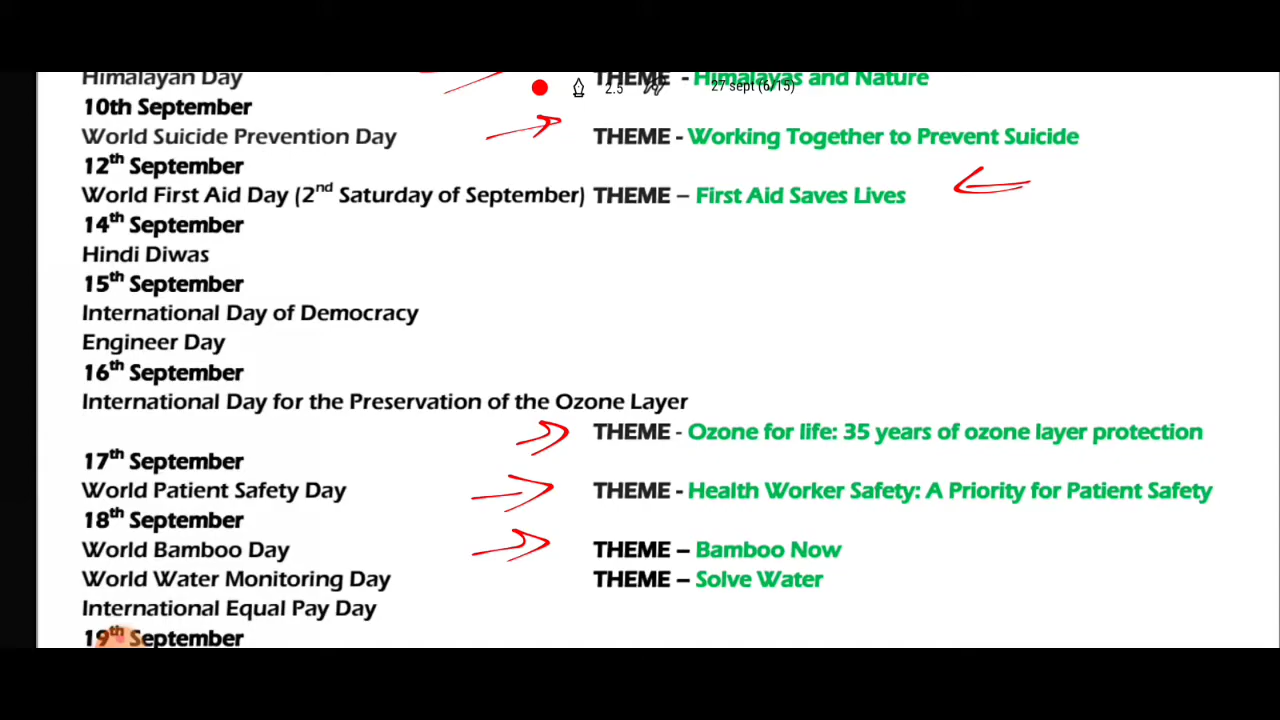 Himalayan Day THEME - Himalayas and Nature
2.5 27 sept (6/15)
10th September
World Suicide Prevention Day THEME - Working Together to Prevent Suicide
12th September
World First Aid Day (2nd Saturday of September) THEME – First Aid Saves Lives
14th September
Hindi Diwas
15th September
International Day of Democracy
Engineer Day
16th September
International Day for the Preservation of the Ozone Layer
THEME - Ozone for life: 35 years of ozone layer protection
17th September
World Patient Safety Day THEME - Health Worker Safety: A Priority for Patient Safety
18th September
World Bamboo Day THEME – Bamboo Now
World Water Monitoring Day THEME – Solve Water
International Equal Pay Day
19th September